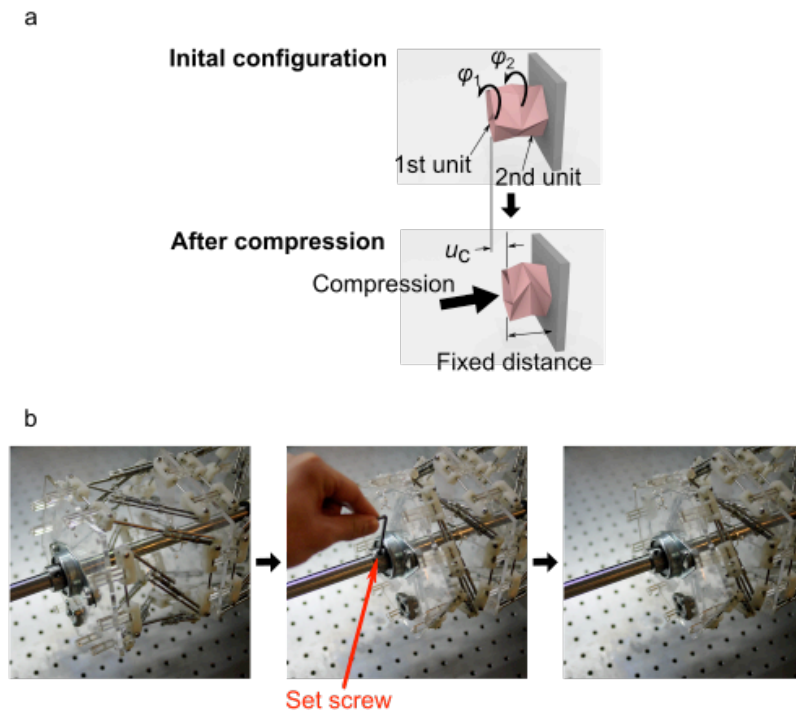 a
Inital configuration
φ1
φ2
1st unit
2nd unit
After compression
uC
Compression
Fixed distance
b
Set screw